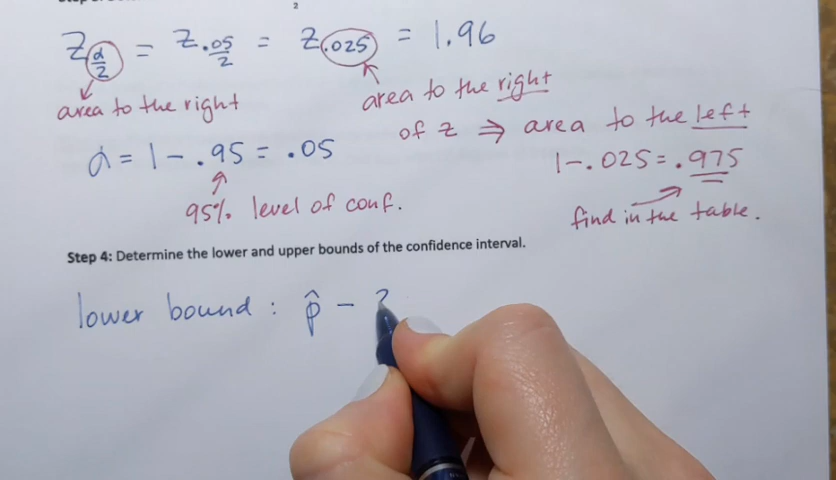 2
Z α/2 = Z .05/2 = Z .025 = 1.96
area to the right
area to the right
of z ⇒ area to the left
α = 1 - .95 = .05
1-.025 = .975
95% level of conf.
find in the table.
Step 4: Determine the lower and upper bounds of the confidence interval.
lower bound : p̂ -